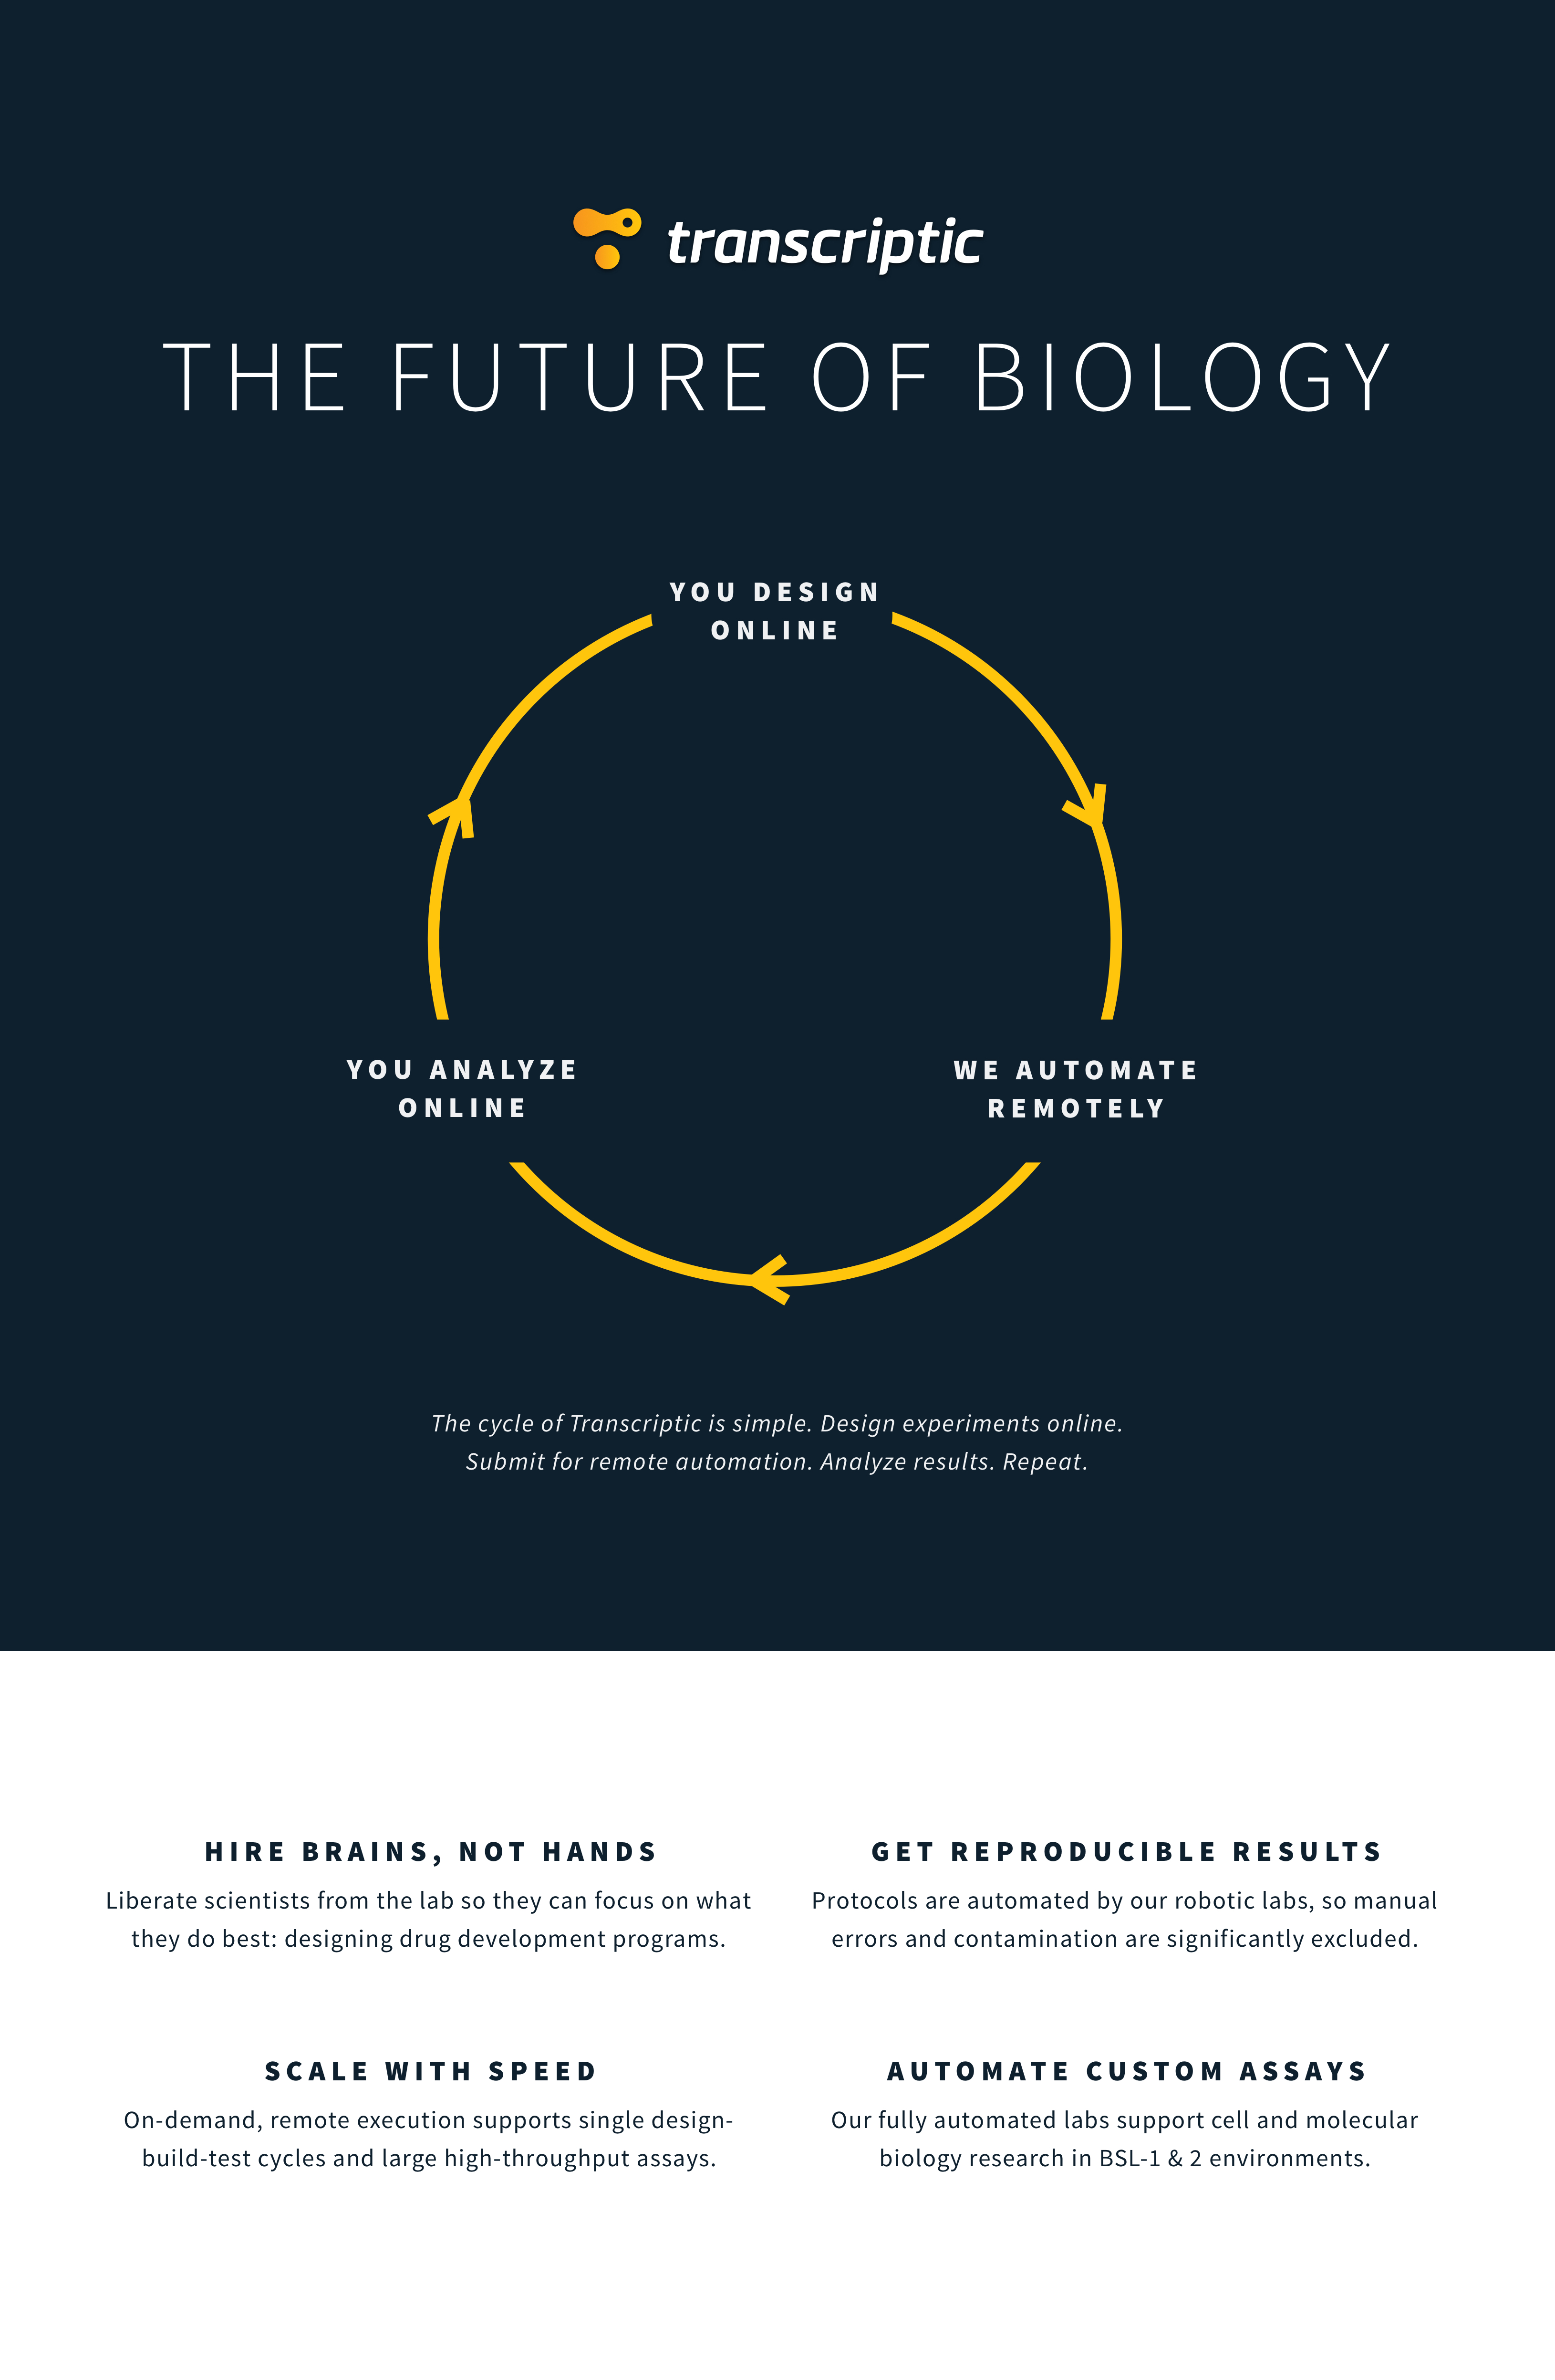 transcriptic
THE FUTURE OF BIOLOGY
YOU DESIGN
ONLINE
YOU ANALYZE
ONLINE
WE AUTOMATE
REMOTELY
The cycle of Transcriptic is simple. Design experiments online.
Submit for remote automation. Analyze results. Repeat.
HIRE BRAINS, NOT HANDS
Liberate scientists from the lab so they can focus on what
they do best: designing drug development programs.
GET REPRODUCIBLE RESULTS
Protocols are automated by our robotic labs, so manual
errors and contamination are significantly excluded.
SCALE WITH SPEED
On-demand, remote execution supports single design-
build-test cycles and large high-throughput assays.
AUTOMATE CUSTOM ASSAYS
Our fully automated labs support cell and molecular
biology research in BSL-1 & 2 environments.